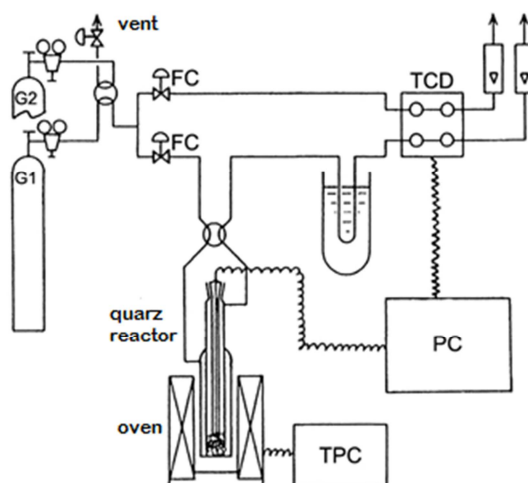 vent
G2
FC
TCD
FC
G1
quarz
reactor
PC
oven
TPC